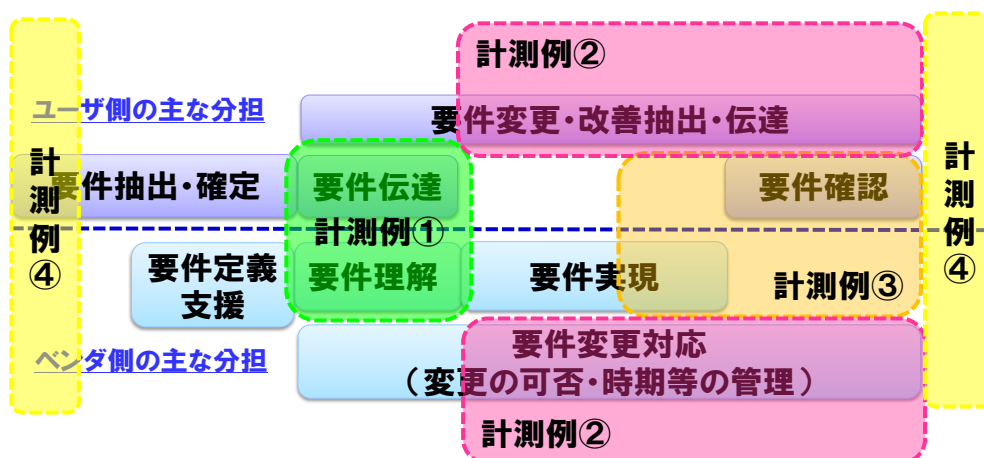 計測例②
ユーザ側の主な分担
要件変更・改善抽出・伝達
計測例④
要件抽出・確定
要件伝達
要件確認
計測例④
計測例①
要件定義
支援
要件理解
要件実現
計測例③
ベンダ側の主な分担
要件変更対応
（変更の可否・時期等の管理）
計測例②